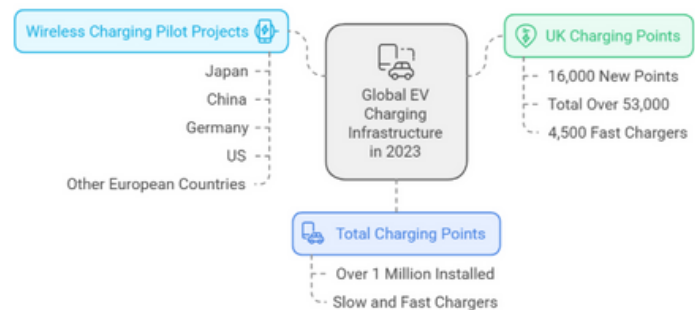 Wireless Charging Pilot Projects
Japan
China
Germany
US
Other European Countries
Global EV
Charging
Infrastructure
in 2023
UK Charging Points
16,000 New Points
Total Over 53,000
4,500 Fast Chargers
Total Charging Points
Over 1 Million Installed
Slow and Fast Chargers